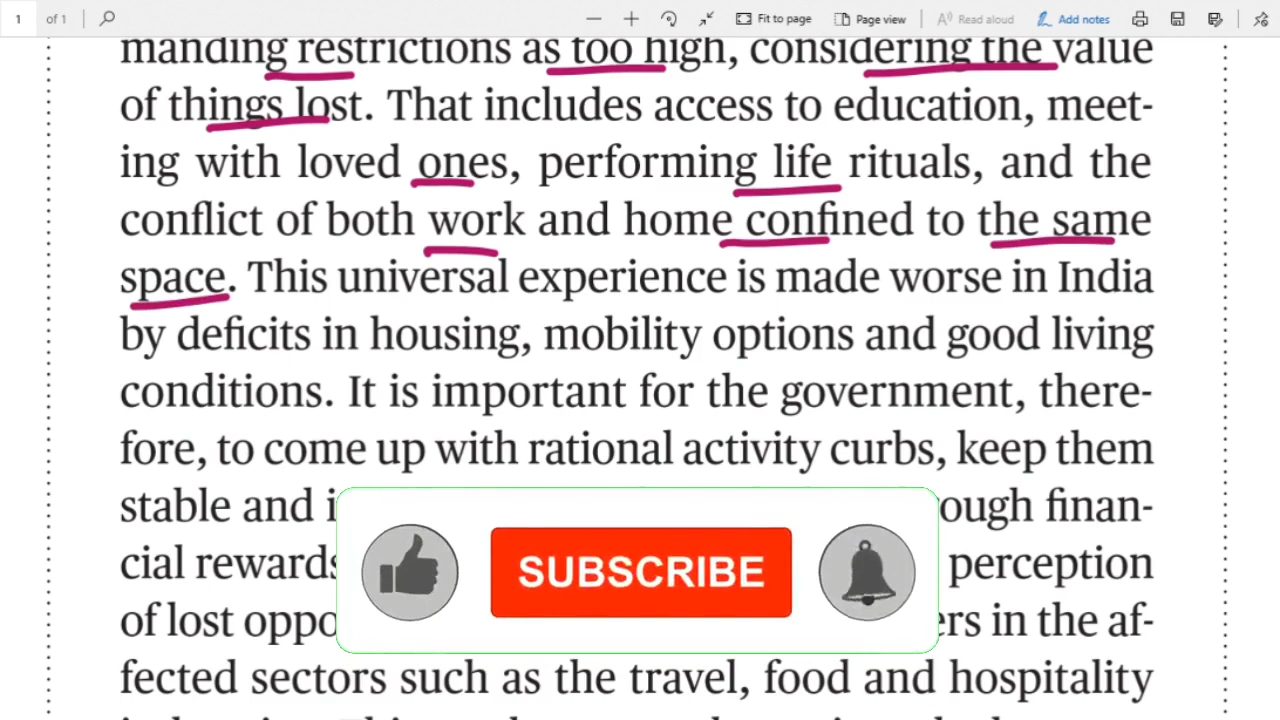 1 of 1 Fit to page Page view Read aloud Add notes
manding restrictions as too high, considering the value
of things lost. That includes access to education, meet-
ing with loved ones, performing life rituals, and the
conflict of both work and home confined to the same
space. This universal experience is made worse in India
by deficits in housing, mobility options and good living
conditions. It is important for the government, there-
fore, to come up with rational activity curbs, keep them
stable and finan-
cial rewards perception
of lost in the af-
SUBSCRIBE
fected sectors such as the travel, food and hospitality